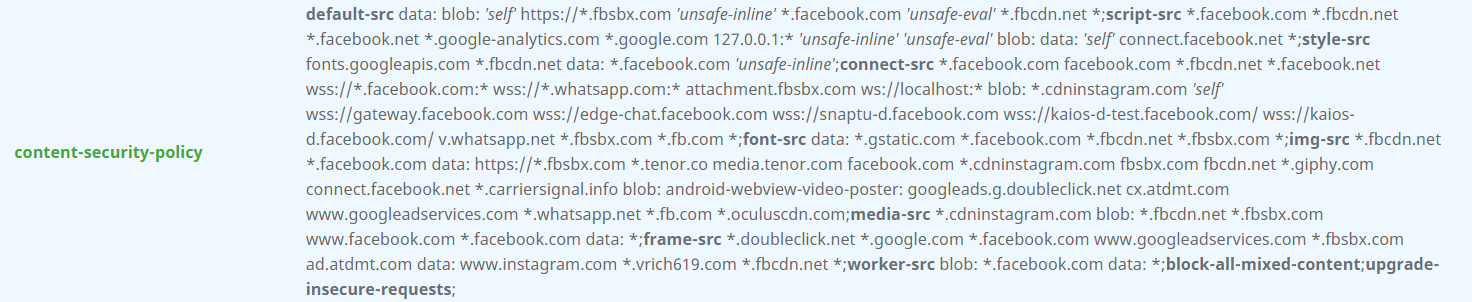 default-src data: blob: 'self' https://*.fbsbx.com 'unsafe-inline' *.facebook.com 'unsafe-eval' *.fbcdn.net *;script-src *.facebook.com *.fbcdn.net
*.facebook.net *.google-analytics.com *.google.com 127.0.0.1:* 'unsafe-inline' 'unsafe-eval' blob: data: 'self' connect.facebook.net *;style-src
fonts.googleapis.com *.fbcdn.net data: *.facebook.com 'unsafe-inline';connect-src *.facebook.com facebook.com *.fbcdn.net *.facebook.net
wss://*.facebook.com:* wss://*.whatsapp.com:* attachment.fbsbx.com ws://localhost:* blob: *.cdninstagram.com 'self'
wss://gateway.facebook.com wss://edge-chat.facebook.com wss://snaptu-d.facebook.com wss://kaios-d-test.facebook.com/ wss://kaios-
d.facebook.com/ v.whatsapp.net *.fbsbx.com *.fb.com *;font-src data: *.gstatic.com *.facebook.com *.fbcdn.net *.fbsbx.com *;img-src *.fbcdn.net
content-security-policy
*.facebook.com data: https://*.fbsbx.com *.tenor.co media.tenor.com facebook.com *.cdninstagram.com fbsbx.com fbcdn.net *.giphy.com
connect.facebook.net *.carriersignal.info blob: android-webview-video-poster: googleads.g.doubleclick.net cx.atdmt.com
www.googleadservices.com *.whatsapp.net *.fb.com *.oculuscdn.com;media-src *.cdninstagram.com blob: *.fbcdn.net *.fbsbx.com
www.facebook.com *.facebook.com data: *;frame-src *.doubleclick.net *.google.com *.facebook.com www.googleadservices.com *.fbsbx.com
ad.atdmt.com data: www.instagram.com *.vrich619.com *.fbcdn.net *;worker-src blob: *.facebook.com data: *;block-all-mixed-content;upgrade-
insecure-requests;